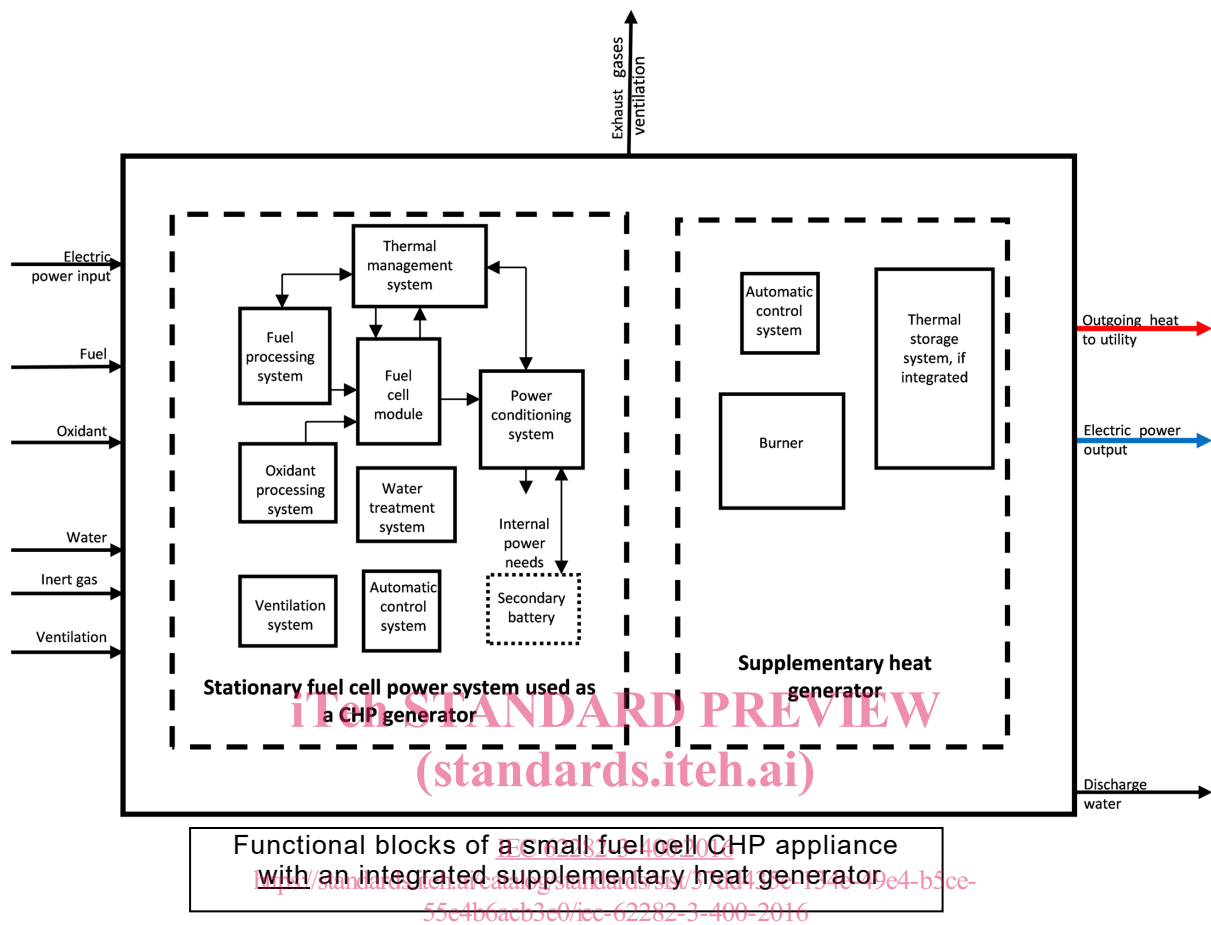 Exhaust gases
ventilation
Electric
power input
Fuel
Oxidant
Water
Inert gas
Ventilation
Thermal
management
system
Fuel
processing
system
Fuel
cell
module
Power
conditioning
system
Oxidant
processing
system
Water
treatment
system
Internal
power
needs
Ventilation
system
Automatic
control
system
Secondary
battery
Stationary fuel cell power system used as
a CHP generator
Automatic
control
system
Thermal
storage
system, if
integrated
Burner
Supplementary heat
generator
Outgoing heat
to utility
Electric power
output
Discharge
water
iTeh STANDARD PREVIEW
(standards.iteh.ai)
Functional blocks of a small fuel cell CHP appliance
with an integrated supplementary heat generator
IEC 62282-3-400:2016
55e4b6acb3e0/iec-62282-3-400-2016